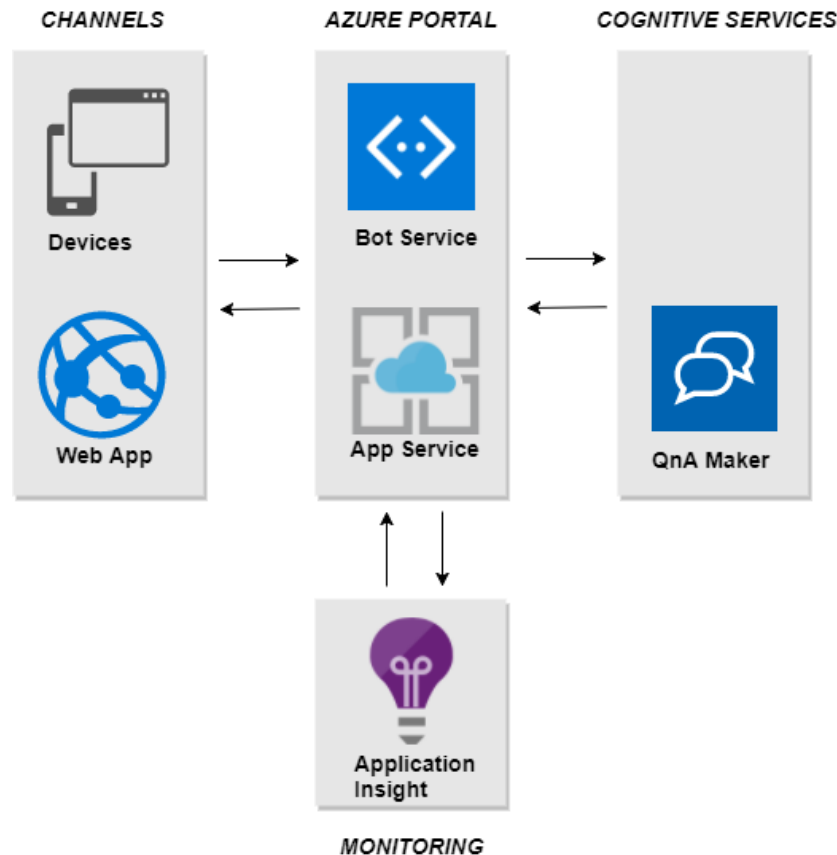 CHANNELS
AZURE PORTAL
COGNITIVE SERVICES
Devices
Bot Service
Web App
App Service
QnA Maker
Application
Insight
MONITORING